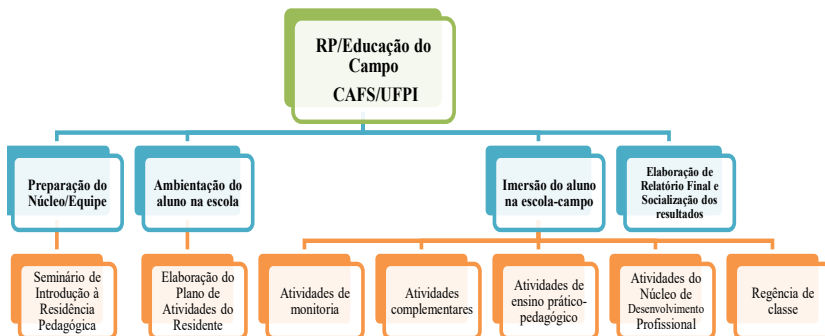 RP/Educação do
Campo
CAFS/UFPI
Preparação do
Núcleo/Equipe
Ambientação do
aluno na escola
Imersão do aluno
na escola-campo
Elaboração de
Relatório Final e
Socialização dos
resultados
Seminário de
Introdução à
Residência
Pedagógica
Elaboração do
Plano de
Atividades do
Residente
Atividades de
monitoria
Atividades
complementares
Atividades de
ensino prático-
pedagógico
Atividades do
Núcleo de
Desenvolvimento
Profissional
Regência de
classe